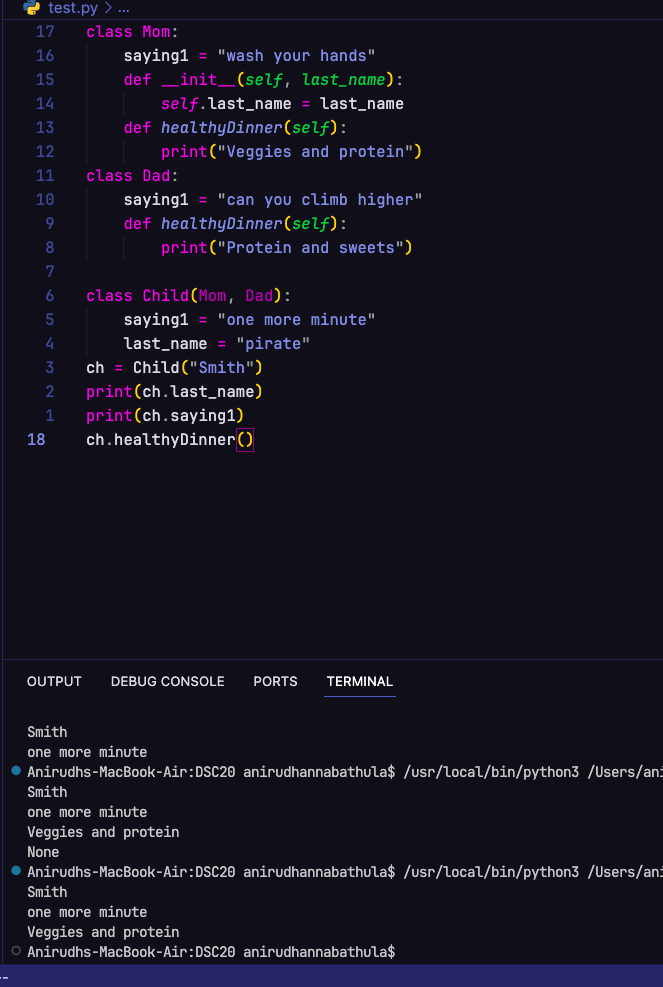 test.py > ...
17 class Mom:
16 saying1 = "wash your hands"
15 def __init__(self, last_name):
14 self.last_name = last_name
13 def healthyDinner(self):
12 print("Veggies and protein")
11 class Dad:
10 saying1 = "can you climb higher"
9 def healthyDinner(self):
8 print("Protein and sweets")
7
6 class Child(Mom, Dad):
5 saying1 = "one more minute"
4 last_name = "pirate"
3 ch = Child("Smith")
2 print(ch.last_name)
1 print(ch.saying1)
18 ch.healthyDinner()
OUTPUT DEBUG CONSOLE PORTS TERMINAL
Smith
one more minute
Anirudhs-MacBook-Air:DSC20 anirudhannabathula$ /usr/local/bin/python3 /Users/ani
Smith
one more minute
Veggies and protein
None
Anirudhs-MacBook-Air:DSC20 anirudhannabathula$ /usr/local/bin/python3 /Users/ani
Smith
one more minute
Veggies and protein
Anirudhs-MacBook-Air:DSC20 anirudhannabathula$
--